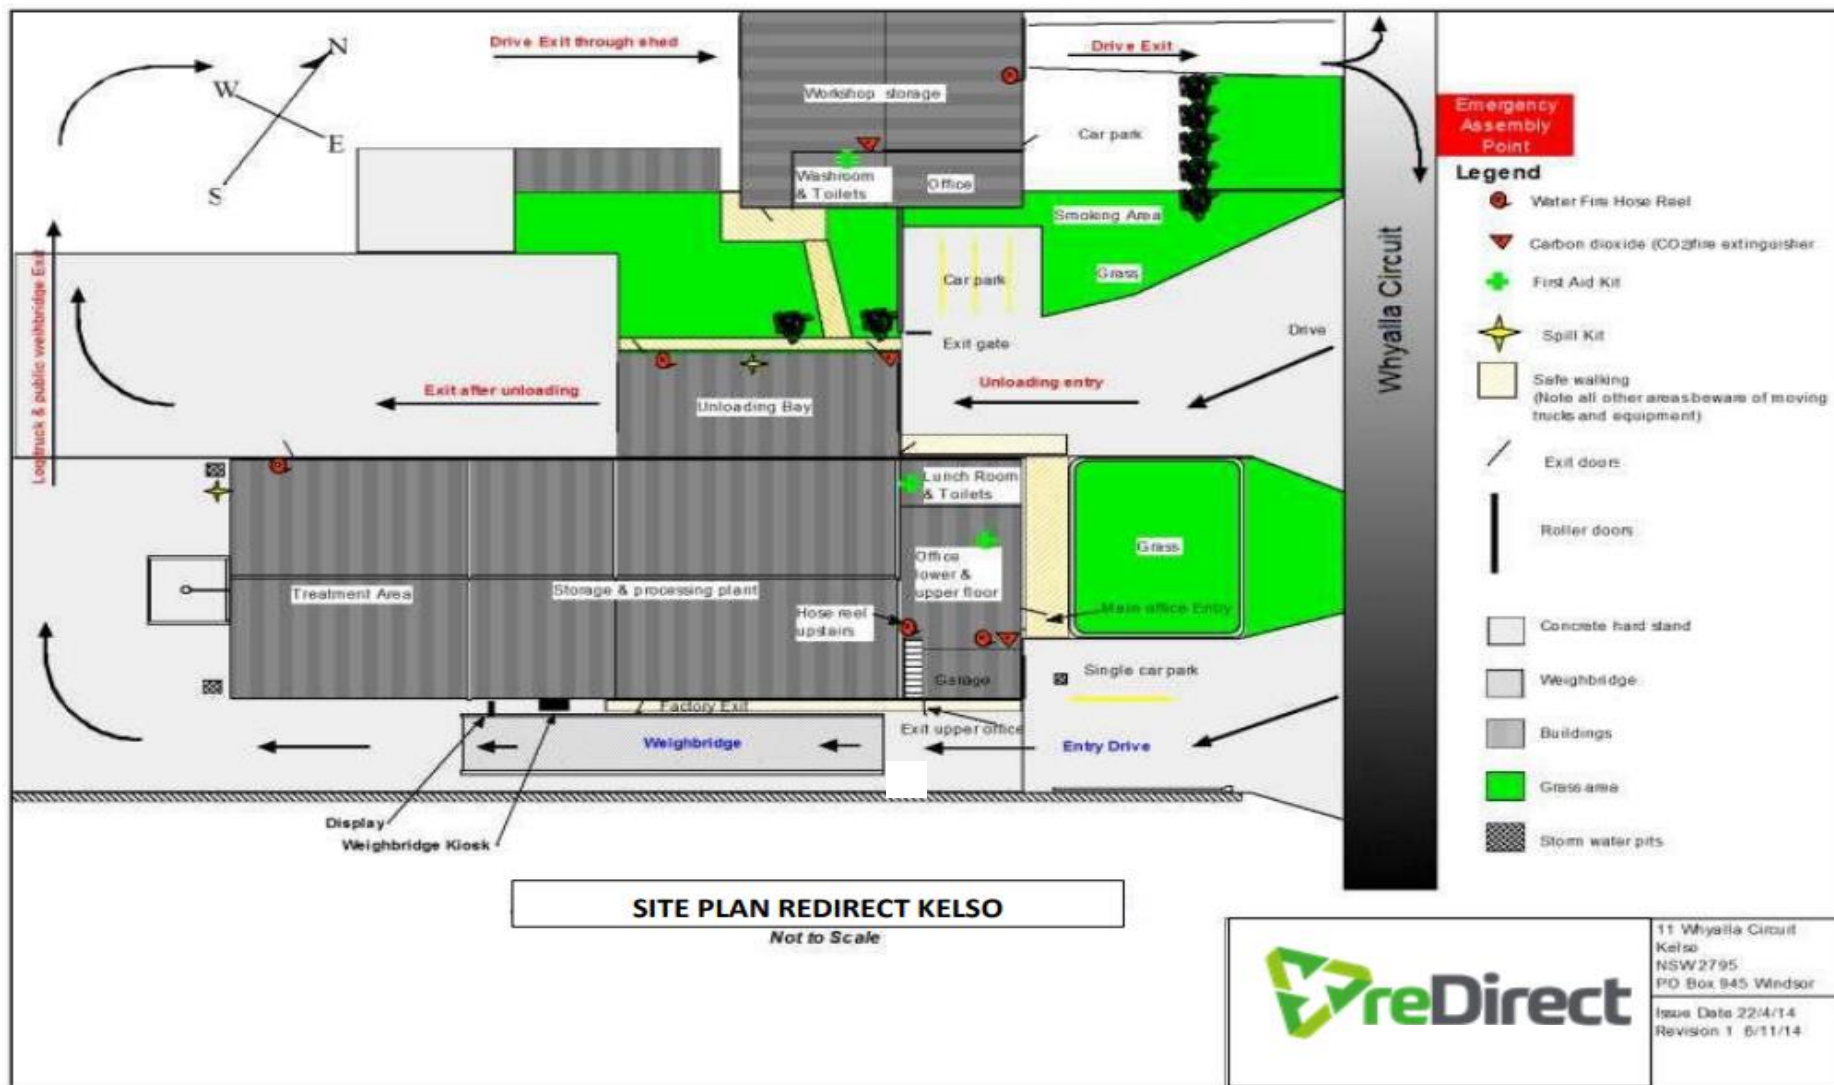 Drive Exit through shed
Drive Exit
N
W
E
S
Workshop storage
Car park
Washroom
& Toilets
Office
Smoking Area
Car park
Grass
Exit gate
Drive
Whyalla Circuit
Log truck & public weihbridge Exit
Exit after unloading
Unloading Bay
Unloading entry
Lunch Room
& Toilets
Office
lower &
upper floor
Grass
Treatment Area
Storage & processing plant
Hose reel
upstairs
Main office Entry
Garage
Single car park
Factory Exit
Exit upper office
Weighbridge
Entry Drive
Display
Weighbridge Kiosk
Emergency
Assembly
Point
Legend
Water Fire Hose Reel
Carbon dioxide (CO2)fire extinguisher
First Aid Kit
Spill Kit
Safe walking
(Note all other areas beware of moving
trucks and equipment)
Exit doors
Roller doors
Concrete hard stand
Weighbridge
Buildings
Grass area
Storm water pits
SITE PLAN REDIRECT KELSO
Not to Scale
reDirect
11 Whyalla Circuit
Kelso
NSW 2795
PO Box 945 Windsor
Issue Date 22/4/14
Revision 1 6/11/14